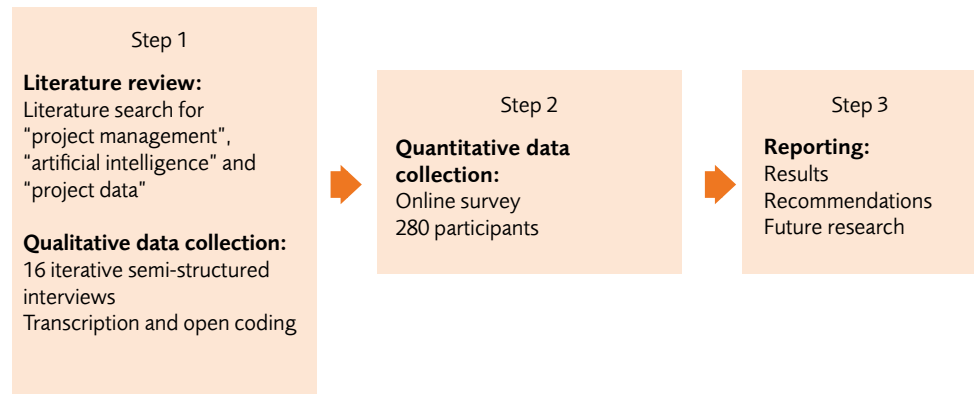 Step 1
Literature review:
Literature search for
“project management”,
“artificial intelligence” and
“project data”
Qualitative data collection:
16 iterative semi-structured
interviews
Transcription and open coding
Step 2
Quantitative data
collection:
Online survey
280 participants
Step 3
Reporting:
Results
Recommendations
Future research